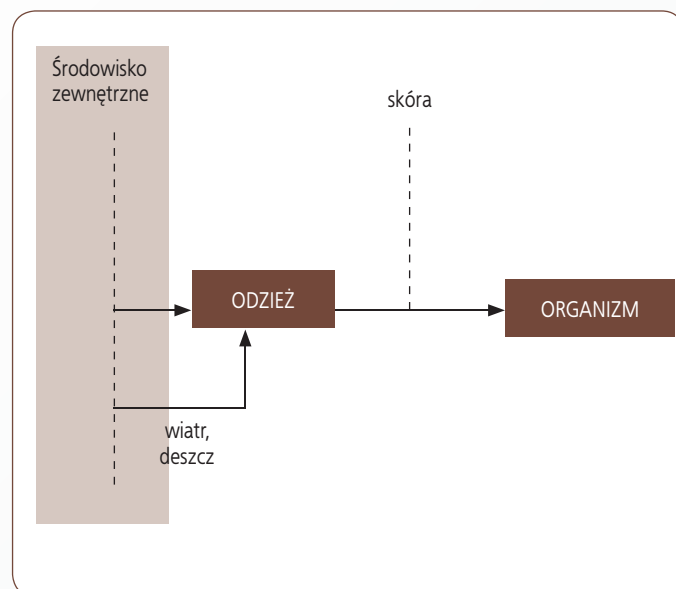 Środowisko
zewnętrzne
skóra
ODZIEŻ
ORGANIZM
wiatr,
deszcz